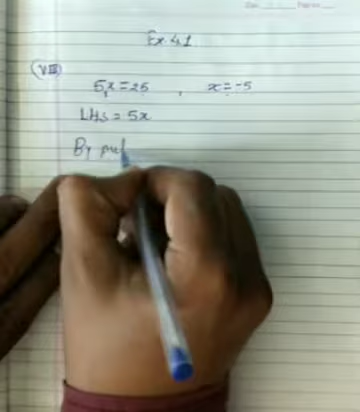 Ex. 4.1
(VIII)
5x = 25 , x = -5
LHS = 5x
By put